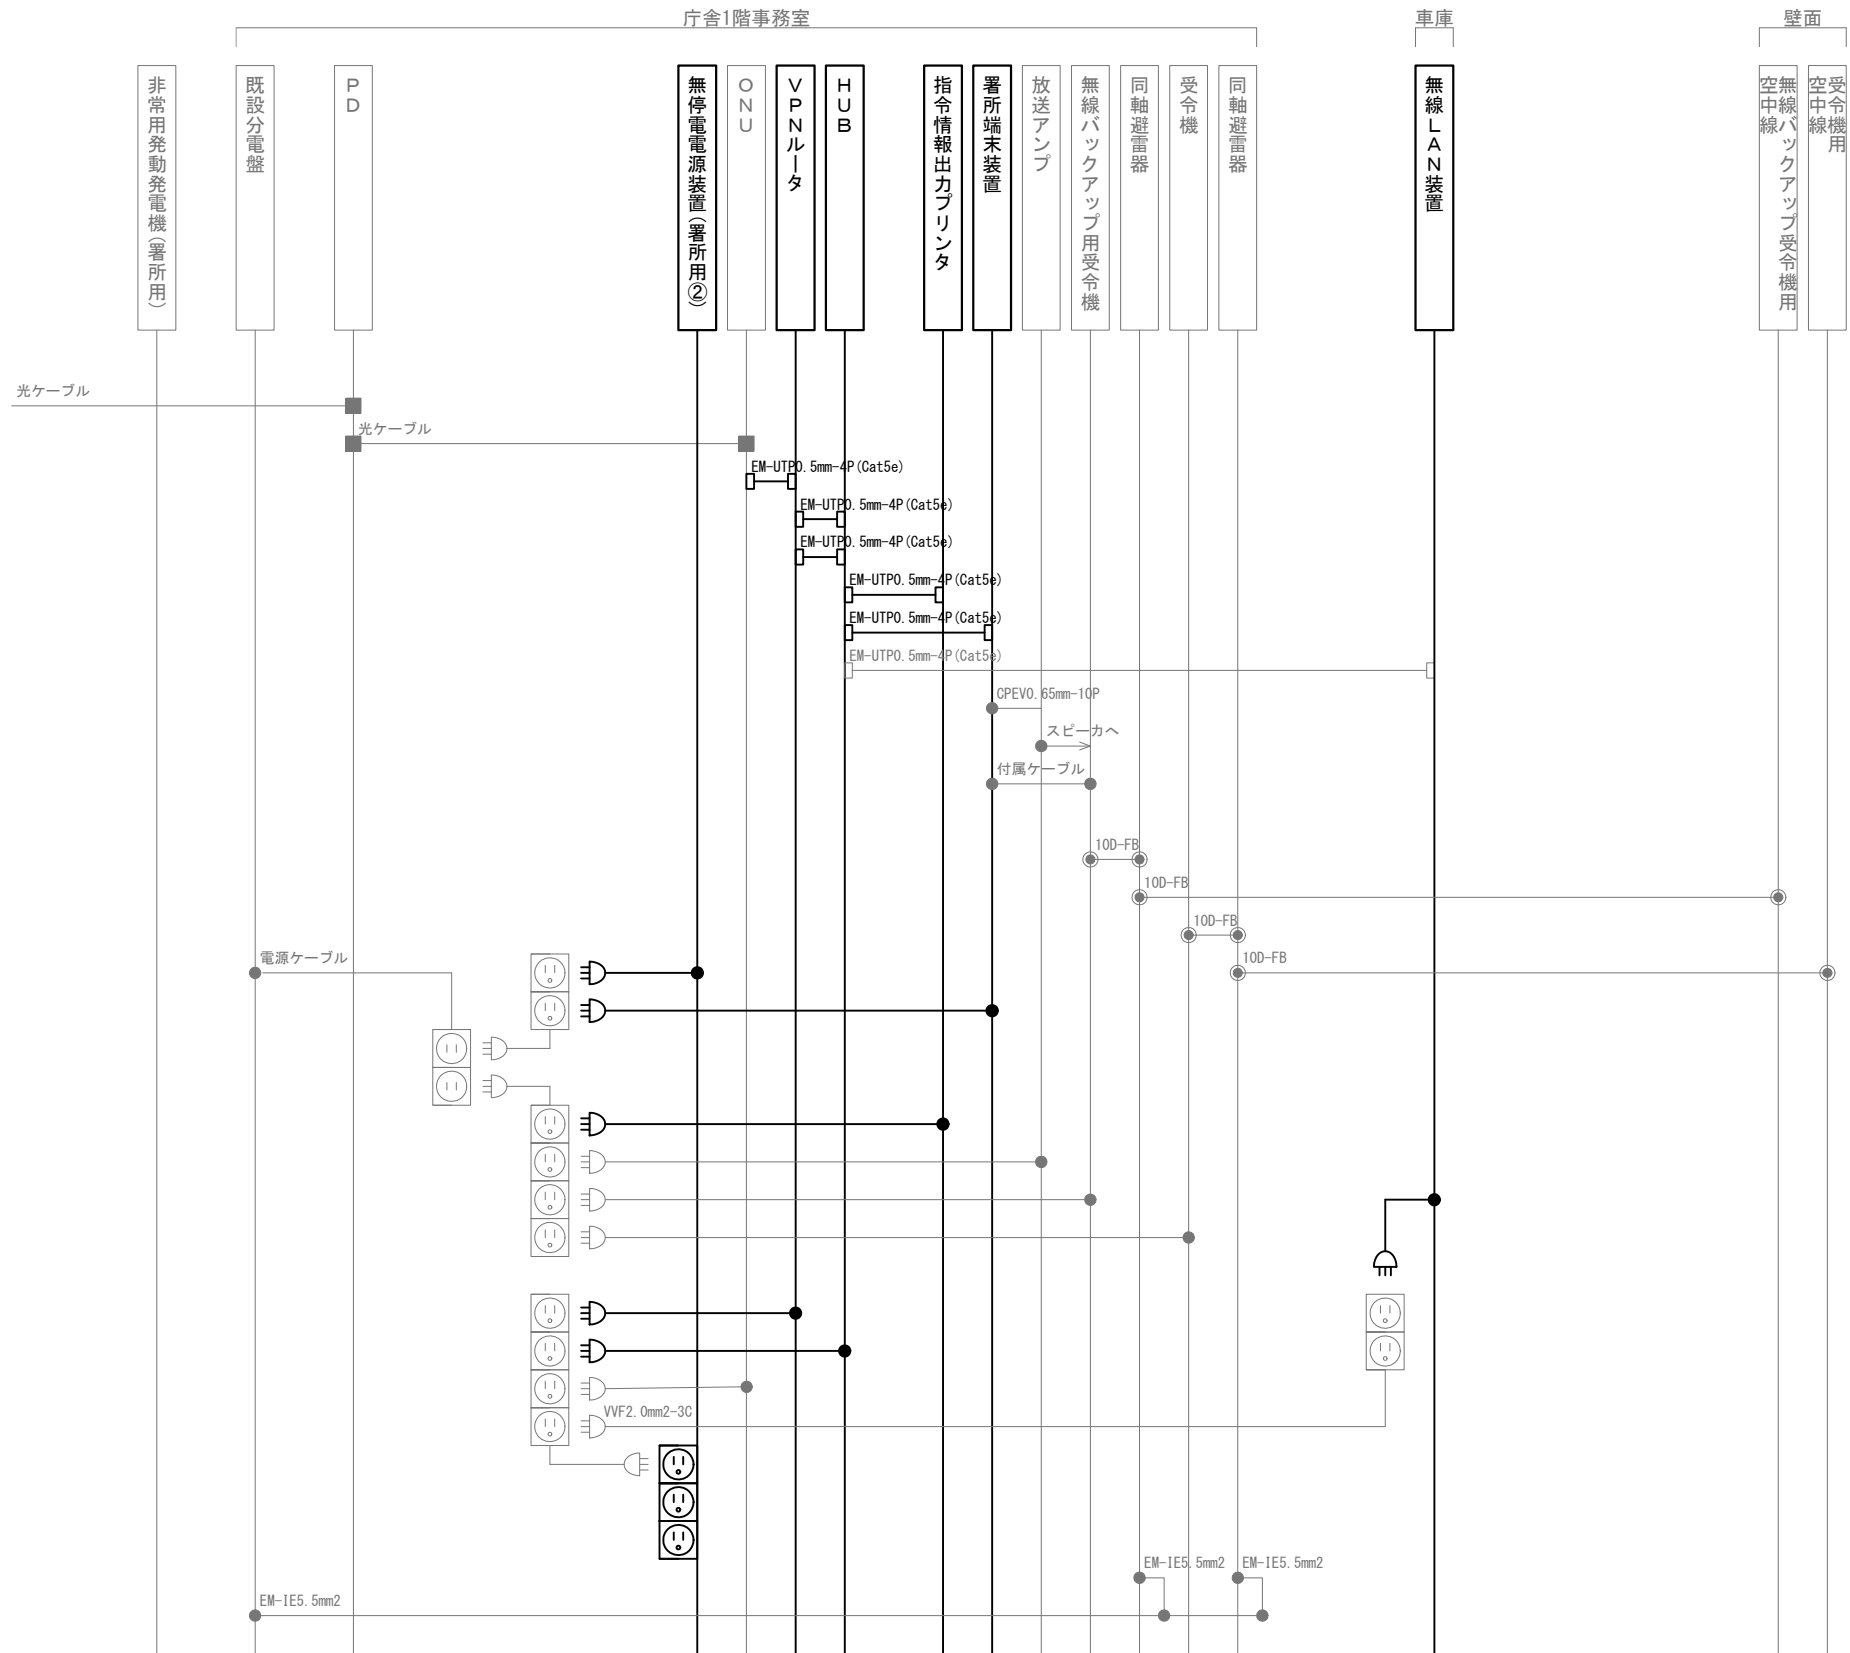 庁舎1階事務室
車庫
壁面
非常用発動発電機(署所用)
既設分電盤
PD
無停電電源装置(署所用②)
ONU
VPNルータ
HUB
指令情報出力プリンタ
署所端末装置
放送アンプ
無線バックアップ用受令機
同軸避雷器
受令機
同軸避雷器
無線LAN装置
無線バックアップ受令機用
空中線
受令機用
空中線
光ケーブル
光ケーブル
EM-UTP0.5mm-4P(Cat5e)
EM-UTP0.5mm-4P(Cat5e)
EM-UTP0.5mm-4P(Cat5e)
EM-UTP0.5mm-4P(Cat5e)
EM-UTP0.5mm-4P(Cat5e)
EM-UTP0.5mm-4P(Cat5e)
CPEV0.65mm-10P
スピーカへ
付属ケーブル
10D-FB
10D-FB
10D-FB
電源ケーブル
10D-FB
VVF2.0mm2-3C
EM-IE5.5mm2
EM-IE5.5mm2
EM-IE5.5mm2